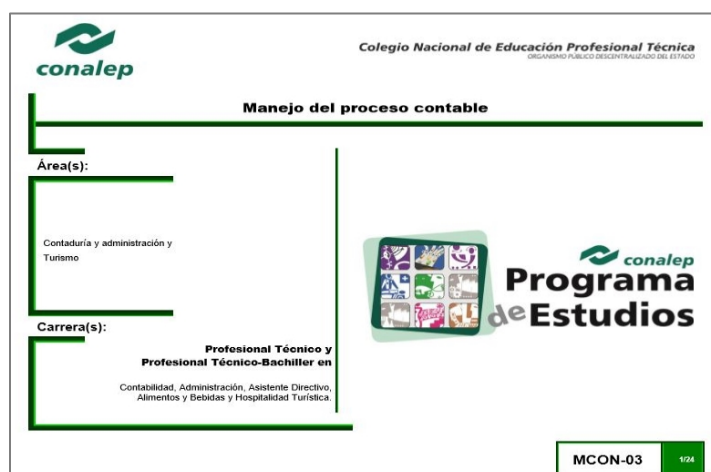 conalep
Colegio Nacional de Educación Profesional Técnica
ORGANISMO PÚBLICO DESCENTRALIZADO DEL ESTADO
Manejo del proceso contable
Área(s):
Contaduría y administración y
Turismo
conalep
Programa
de Estudios
Carrera(s):
Profesional Técnico y
Profesional Técnico-Bachiller en
Contabilidad, Administración, Asistente Directivo,
Alimentos y Bebidas y Hospitalidad Turística.
MCON-03
1/24